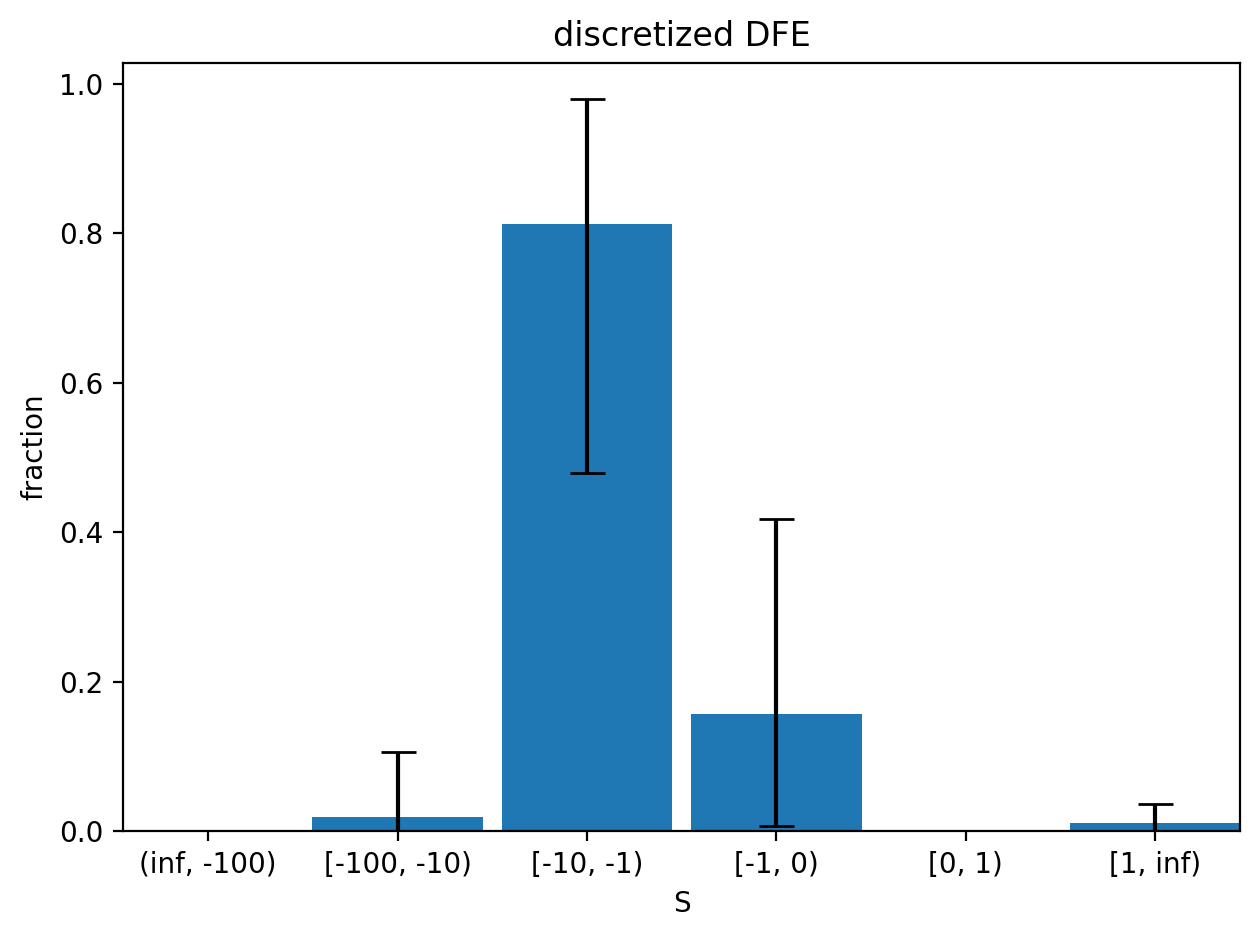 discretized DFE
1.0
0.8
0.6
0.4
0.2
0.0
fraction
(inf, -100)
[-100, -10)
[-10, -1)
[-1, 0)
[0, 1)
[1, inf)
S